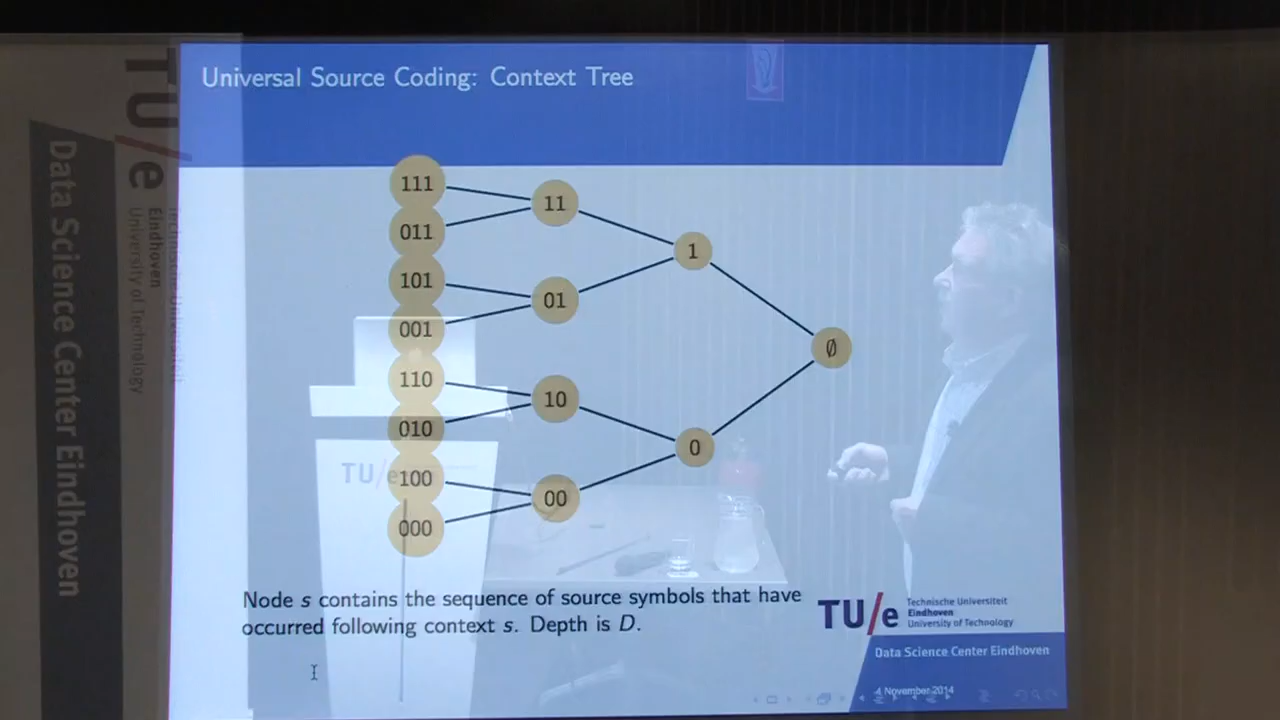 Universal Source Coding: Context Tree
111
011
101
001
110
010
100
000
11
01
10
00
1
0
∅
Node s contains the sequence of source symbols that have
occurred following context s. Depth is D.
TU/e
Technische Universiteit
Eindhoven
University of Technology
Data Science Center Eindhoven
4 November 2014
TU/e
Technische Universiteit
Eindhoven
University of Technology
Data Science Center Eindhoven
TU/e